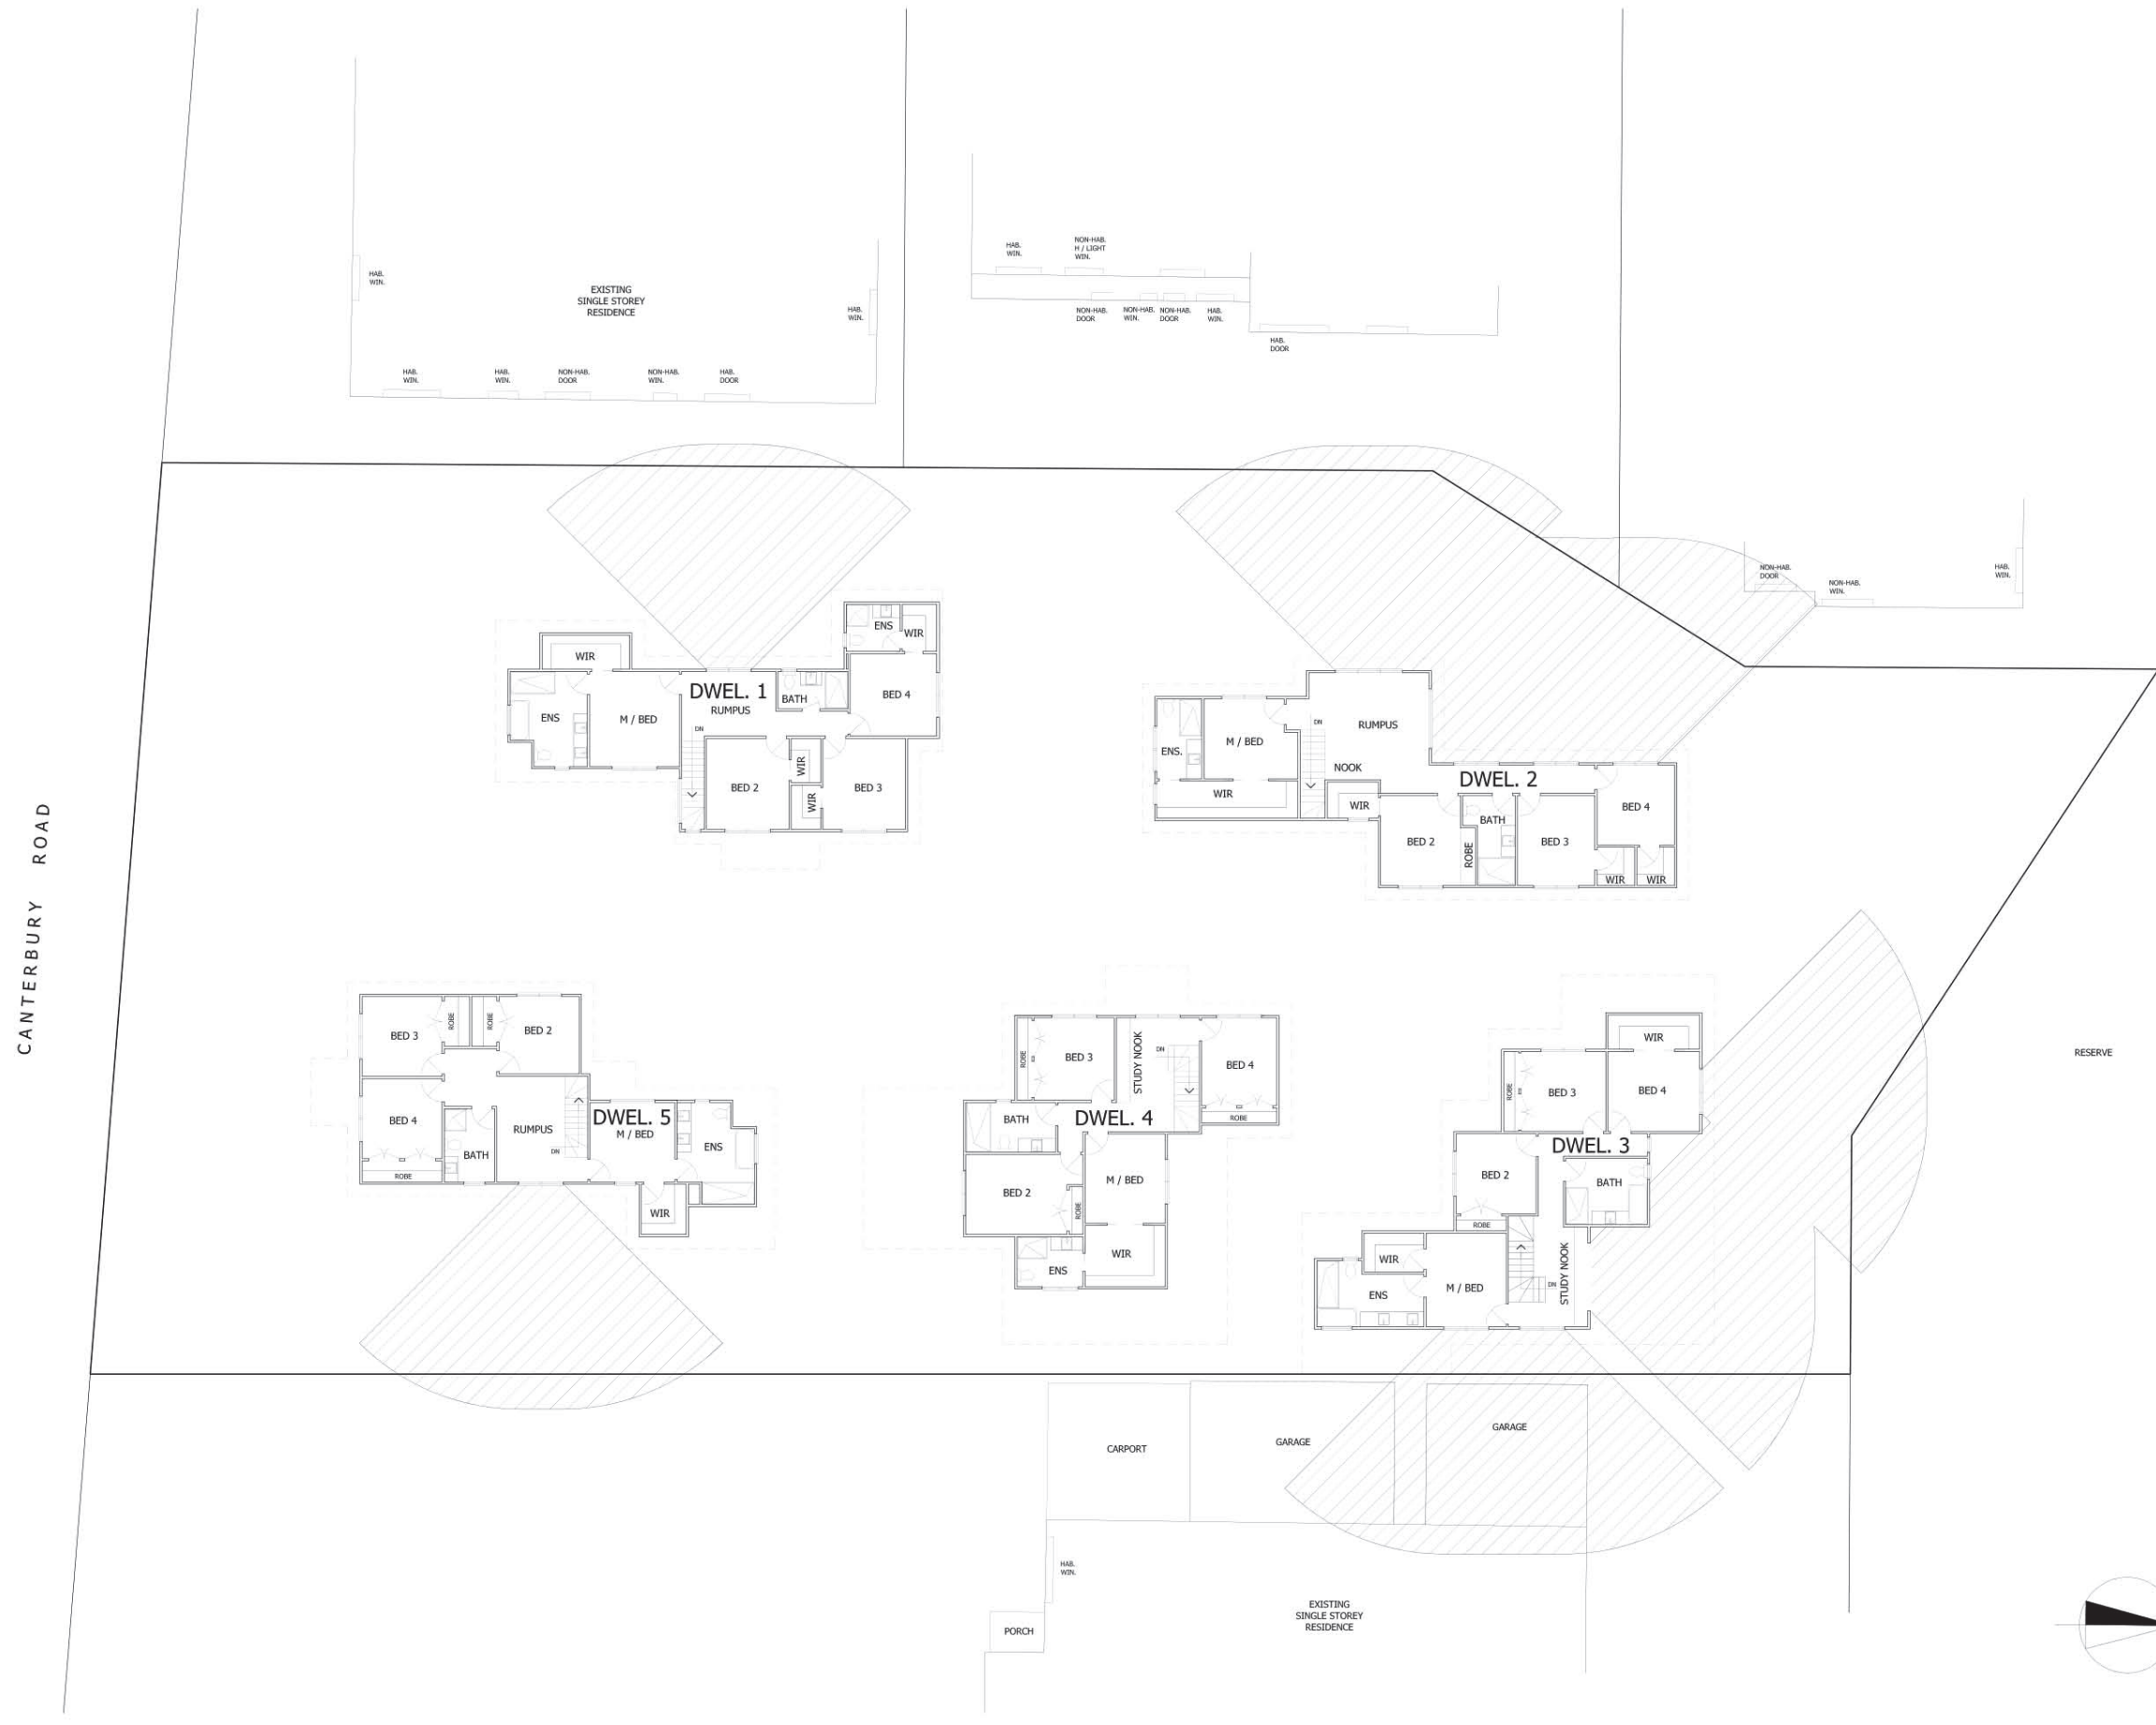 HAB.
WIN.
EXISTING
SINGLE STOREY
RESIDENCE
HAB.
WIN.
HAB.
WIN.
HAB.
WIN.
NON-HAB.
DOOR
NON-HAB.
WIN.
HAB.
DOOR
HAB.
WIN.
NON-HAB.
H / LIGHT
WIN.
NON-HAB.
DOOR
NON-HAB.
WIN.
NON-HAB.
DOOR
HAB.
WIN.
HAB.
DOOR
NON-HAB.
DOOR
NON-HAB.
WIN.
HAB.
WIN.
CANTERBURY ROAD
WIR
ENS
M / BED
DWEL. 1
RUMPUS
DN
BATH
ENS
WIR
BED 4
BED 2
WIR
WIR
BED 3
ENS.
M / BED
WIR
DN
RUMPUS
NOOK
WIR
DWEL. 2
BED 2
ROBE
BATH
BED 3
BED 4
WIR
WIR
BED 3
ROBE
ROBE
BED 2
BED 4
ROBE
BATH
RUMPUS
DN
DWEL. 5
M / BED
ENS
WIR
ROBE
BED 3
STUDY NOOK
DN
BED 4
ROBE
BATH
DWEL. 4
BED 2
ROBE
M / BED
ENS
WIR
WIR
ROBE
BED 3
BED 4
DWEL. 3
BED 2
ROBE
BATH
WIR
ENS
M / BED
DN
STUDY NOOK
RESERVE
CARPORT
GARAGE
GARAGE
HAB.
WIN.
PORCH
EXISTING
SINGLE STOREY
RESIDENCE